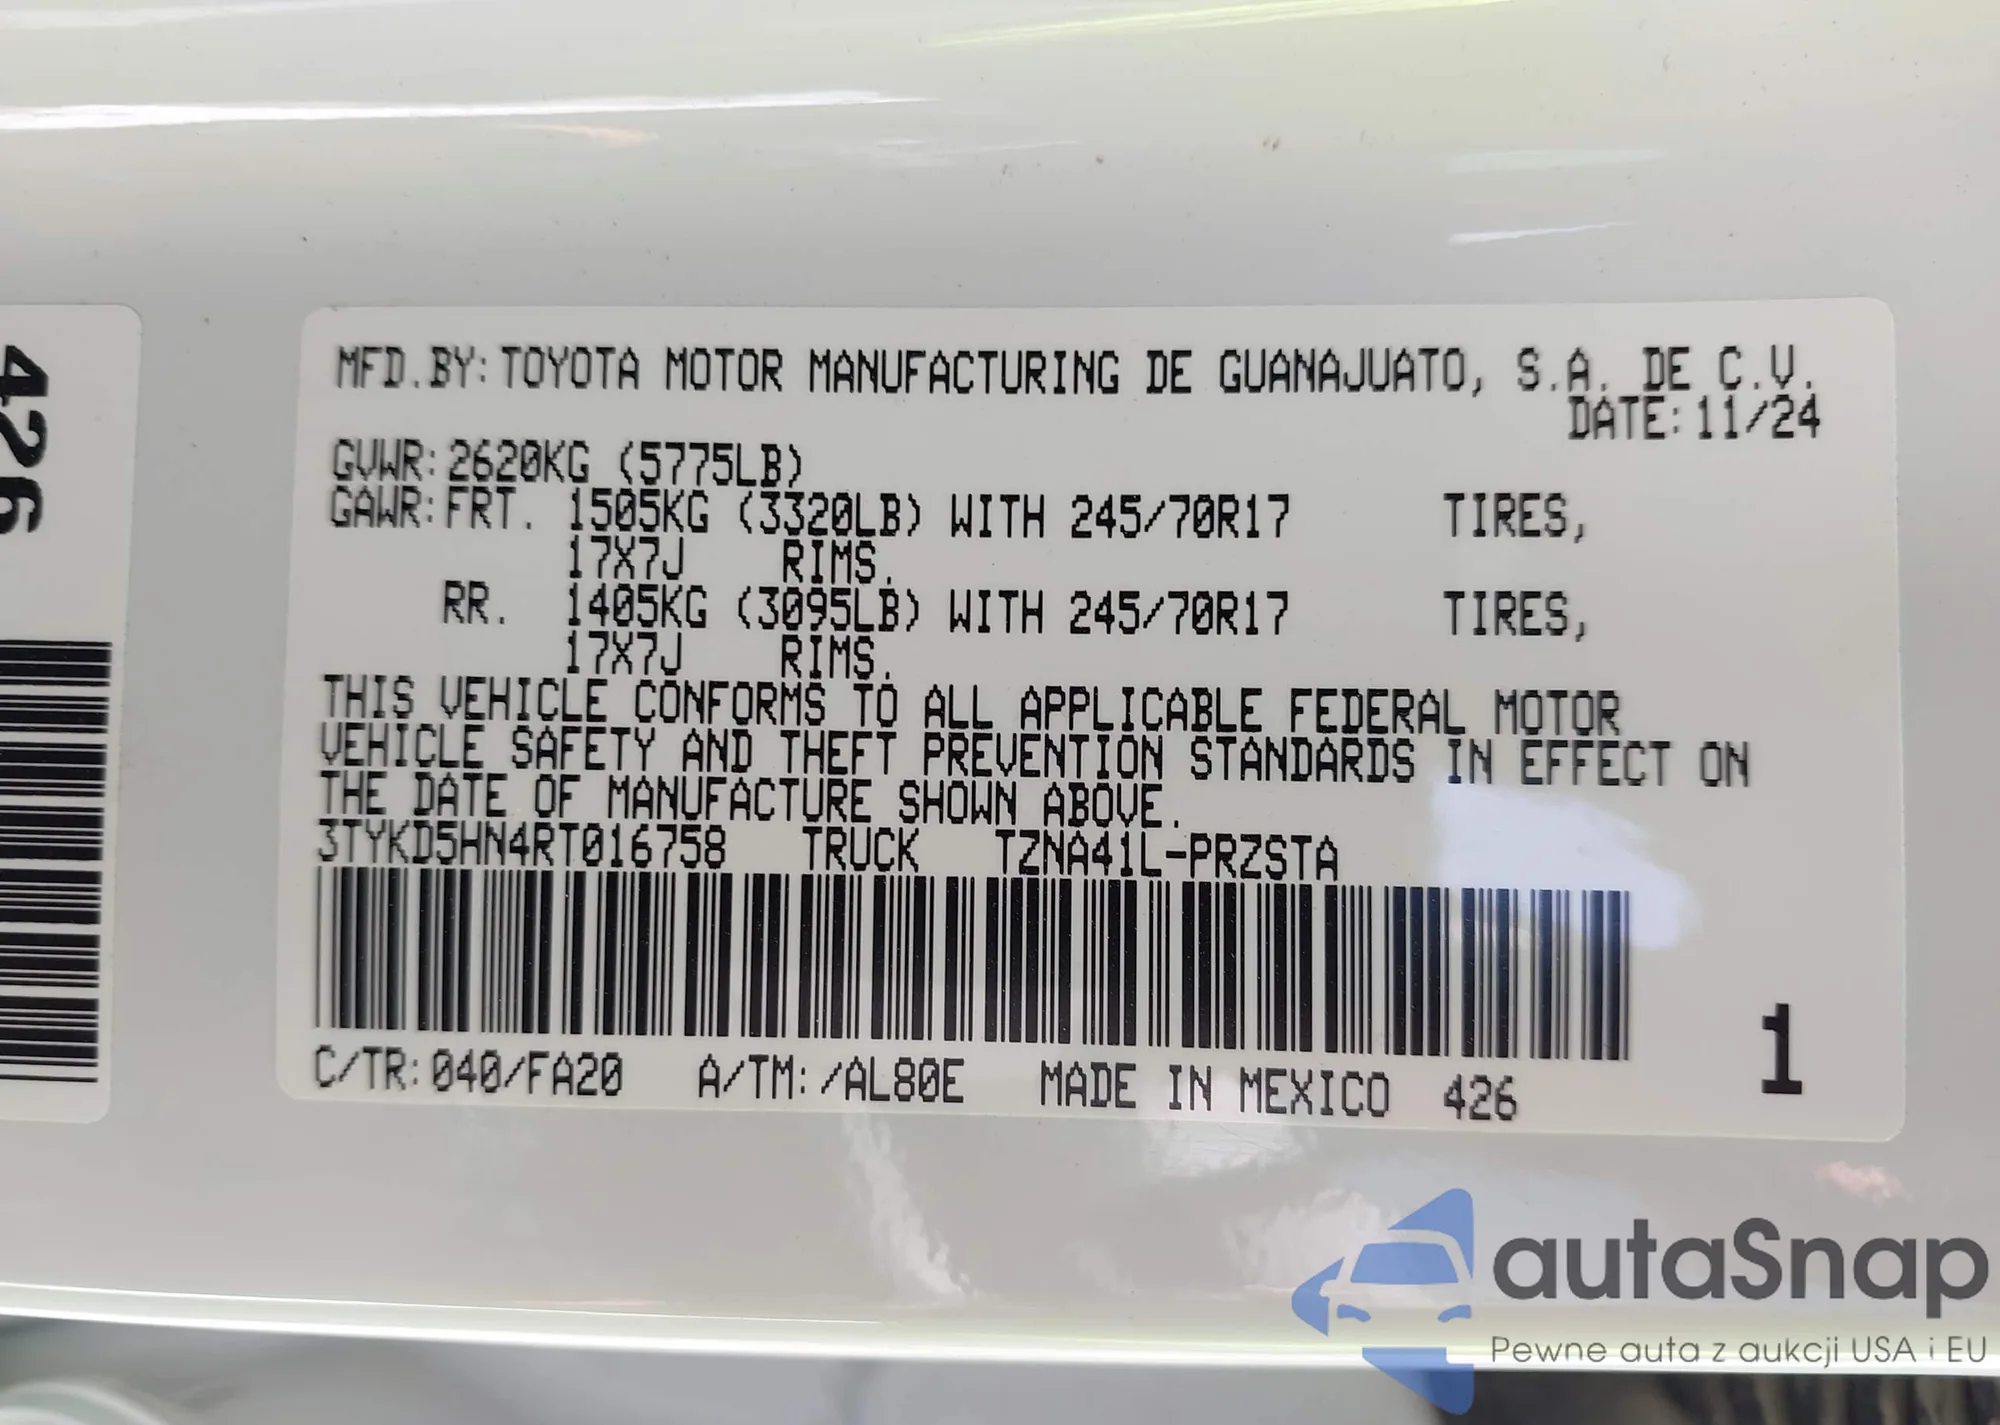 MFD.BY: TOYOTA MOTOR MANUFACTURING DE GUANAJUATO, S.A. DE C.V.
DATE: 11/24
GVWR: 2620KG (5775LB)
GAWR: FRT. 1505KG (3320LB) WITH 245/70R17 TIRES,
17X7J RIMS.
RR. 1405KG (3095LB) WITH 245/70R17 TIRES,
17X7J RIMS.
THIS VEHICLE CONFORMS TO ALL APPLICABLE FEDERAL MOTOR
VEHICLE SAFETY AND THEFT PREVENTION STANDARDS IN EFFECT ON
THE DATE OF MANUFACTURE SHOWN ABOVE.
3TYKD5HN4RT016758 TRUCK TZNA41L-PRZSTA
1
C/TR: 040/FA20 A/TM: /AL80E MADE IN MEXICO 426
426
autaSnap
Pewne auta z aukcji USA i EU